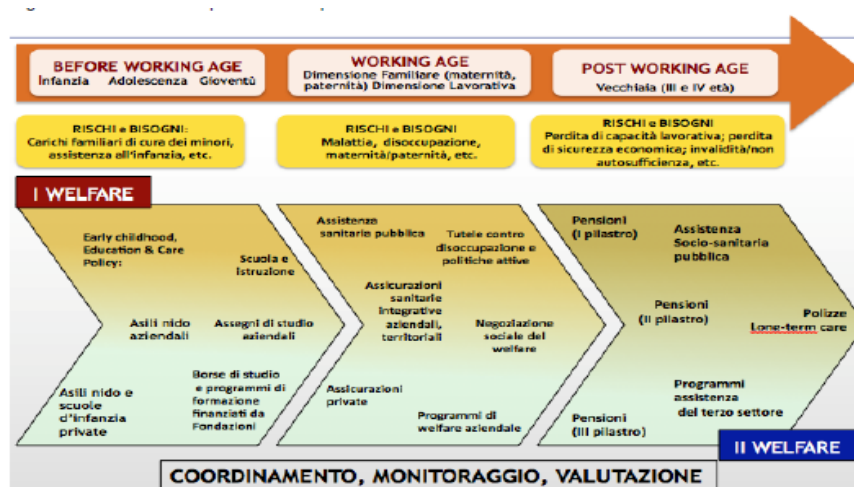 BEFORE WORKING AGE
Infanzia Adolescenza Gioventù
WORKING AGE
Dimensione Familiare (maternità,
paternità) Dimensione Lavorativa
POST WORKING AGE
Vecchiaia (III e IV età)
RISCHI e BISOGNI:
Carichi familiari di cura dei minori,
assistenza all'infanzia, etc.
RISCHI e BISOGNI
Malattia, disoccupazione,
maternità/paternità, etc.
RISCHI e BISOGNI
Perdita di capacità lavorativa; perdita
di sicurezza economica; invalidità/non
autosufficienza, etc.
I WELFARE
Early childhood,
Education & Care
Policy:
Scuola e
istruzione
Asili nido
aziendali
Assegni di studio
aziendali
Asili nido e
scuole
d'infanzia
private
Borse di studio
e programmi di
formazione
finanziati da
Fondazioni
Assistenza
sanitaria pubblica
Tutele contro
disoccupazione e
politiche attive
Assicurazioni
sanitarie
integrative
aziendali,
territoriali
Negoziazione
sociale del
welfare
Assicurazioni
private
Programmi di
welfare aziendale
Pensioni
(I pilastro)
Assistenza
Socio-sanitaria
pubblica
Pensioni
(II pilastro)
Polizze
Long-term care
Programmi
assistenza
del terzo settore
Pensioni
(III pilastro)
II WELFARE
COORDINAMENTO, MONITORAGGIO, VALUTAZIONE